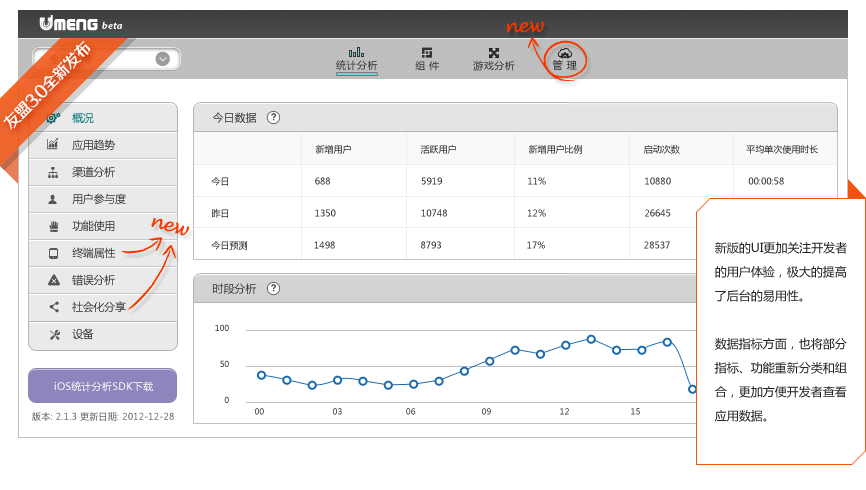 UMENG beta
new
友盟3.0全新发布
统计分析 组件 游戏分析 管理
概况
应用趋势
渠道分析
用户参与度
功能使用
new
终端属性
错误分析
社会化分享
设备
iOS统计分析SDK下载
版本: 2.1.3 更新日期: 2012-12-28
今日数据 ?
新增用户 活跃用户 新增用户比例 启动次数 平均单次使用时长
今日 688 5919 11% 10880 00:00:58
昨日 1350 10748 12% 26645
今日预测 1498 8793 17% 28537
时段分析 ?
100
50
0
00 03 06 09 12 15
新版的UI更加关注开发者
的用户体验，极大的提高
了后台的易用性。
数据指标方面，也将部分
指标、功能重新分类和组
合，更加方便开发者查看
应用数据。